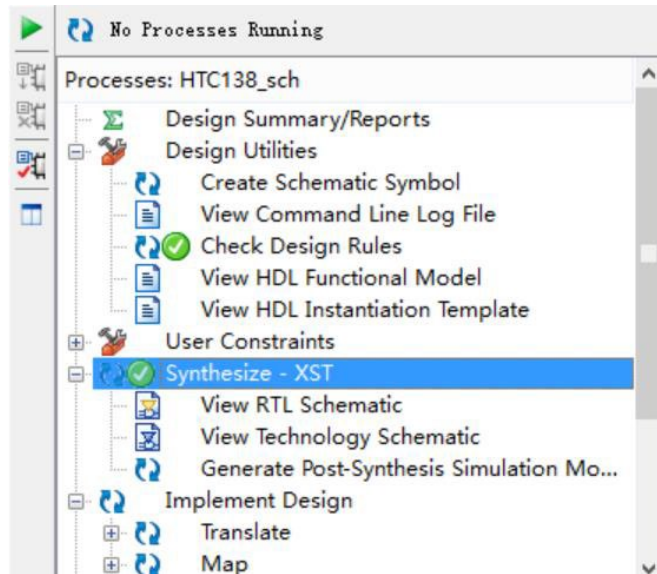 No Processes Running
Processes: HTC138_sch
Design Summary/Reports
Design Utilities
Create Schematic Symbol
View Command Line Log File
Check Design Rules
View HDL Functional Model
View HDL Instantiation Template
User Constraints
Synthesize - XST
View RTL Schematic
View Technology Schematic
Generate Post-Synthesis Simulation Mo...
Implement Design
Translate
Map